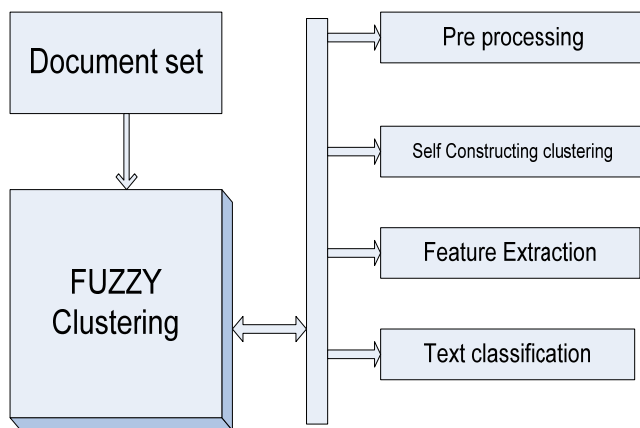 Document set
FUZZY
Clustering
Pre processing
Self Constructing clustering
Feature Extraction
Text classification